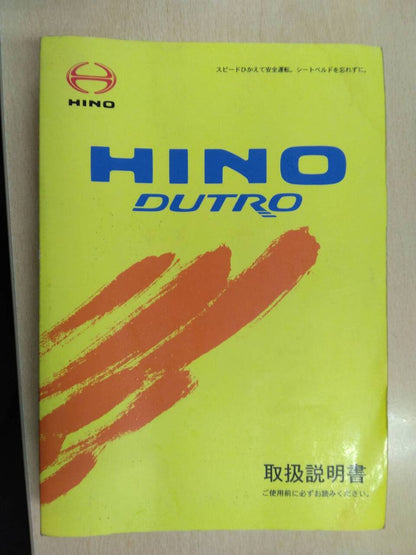 スピードひかえて安全運転。シートベルトを忘れずに。
HINO
HINO
DUTRO
取扱説明書
ご使用前に必ずお読みください。